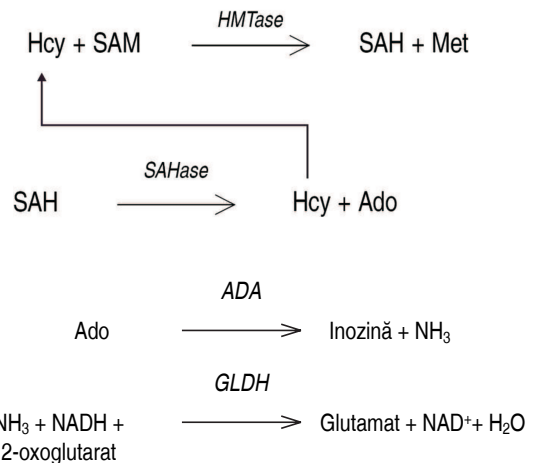 HMTase
Hcy + SAM SAH + Met
SAHase
SAH Hcy + Ado
ADA
Ado Inozină + NH₃
GLDH
NH₃ + NADH + Glutamat + NAD⁺+ H₂O
2-oxoglutarat